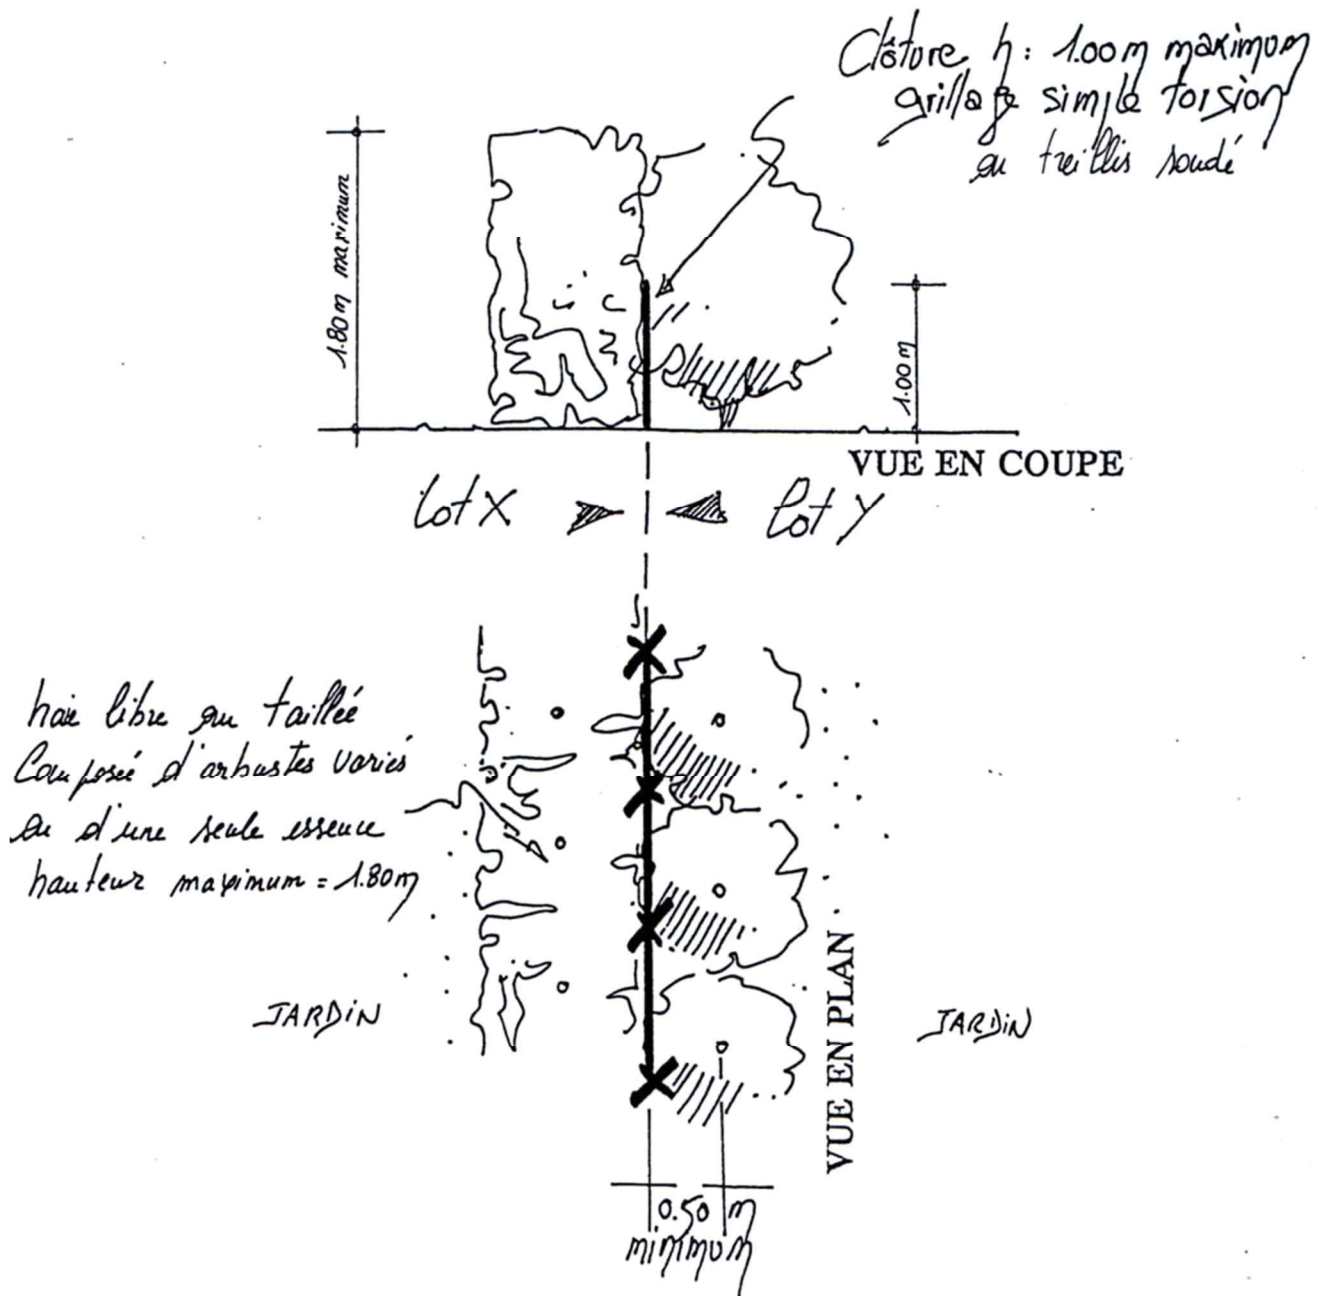 Clôture h: 1.00m maximum
grillage simple torsion
ou treillis soudé
1.80m maximum
1.00m
VUE EN COUPE
lot X
lot Y
haie libre ou taillée
Composée d'arbustes variés
ou d'une seule essence
hauteur maximum = 1.80m
JARDiN
VUE EN PLAN
JARDiN
0.50 m
minimum